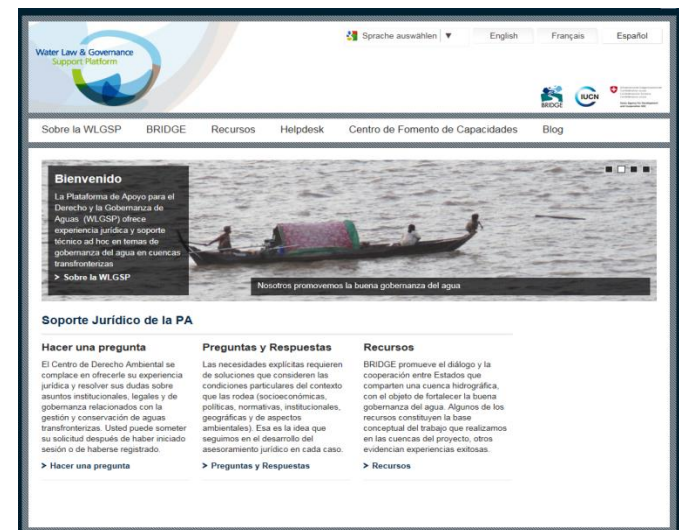 Water Law & Governance
Support Platform
Sprache auswählen ▼
English
Français
Español
BRIDGE
IUCN
Sobre la WLGSP
BRIDGE
Recursos
Helpdesk
Centro de Fomento de Capacidades
Blog
Bienvenido
La Plataforma de Apoyo para el
Derecho y la Gobernanza de
Aguas (WLGSP) ofrece
experiencia jurídica y soporte
técnico ad hoc en temas de
gobernanza del agua en cuencas
transfronterizas
> Sobre la WLGSP
Nosotros promovemos la buena gobernanza del agua
Soporte Jurídico de la PA
Hacer una pregunta
El Centro de Derecho Ambiental se
complace en ofrecerle su experiencia
jurídica y resolver sus dudas sobre
asuntos institucionales, legales y de
gobernanza relacionados con la
gestión y conservación de aguas
transfronterizas. Usted puede someter
su solicitud después de haber iniciado
sesión o de haberse registrado.
> Hacer una pregunta
Preguntas y Respuestas
Las necesidades explícitas requieren
de soluciones que consideren las
condiciones particulares del contexto
que las rodea (socioeconómicas,
políticas, normativas, institucionales,
geográficas y de aspectos
ambientales). Esa es la idea que
seguimos en el desarrollo del
asesoramiento jurídico en cada caso.
> Preguntas y Respuestas
Recursos
BRIDGE promueve el diálogo y la
cooperación entre Estados que
comparten una cuenca hidrográfica,
con el objeto de fortalecer la buena
gobernanza del agua. Algunos de los
recursos constituyen la base
conceptual del trabajo que realizamos
en las cuencas del proyecto, otros
evidencian experiencias exitosas.
> Recursos